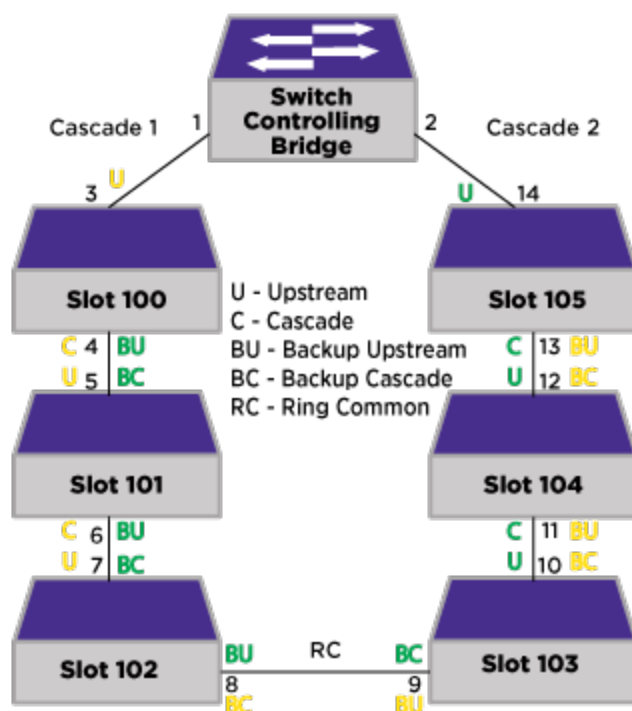 Switch
Controlling
Bridge
Cascade 1
1
2
Cascade 2
3
U
U
14
Slot 100
Slot 105
U - Upstream
C - Cascade
BU - Backup Upstream
BC - Backup Cascade
RC - Ring Common
C 4 BU
U 5 BC
C 13 BU
U 12 BC
Slot 101
Slot 104
C 6 BU
U 7 BC
C 11 BU
U 10 BC
Slot 102
Slot 103
BU RC BC
8 9
BC BU